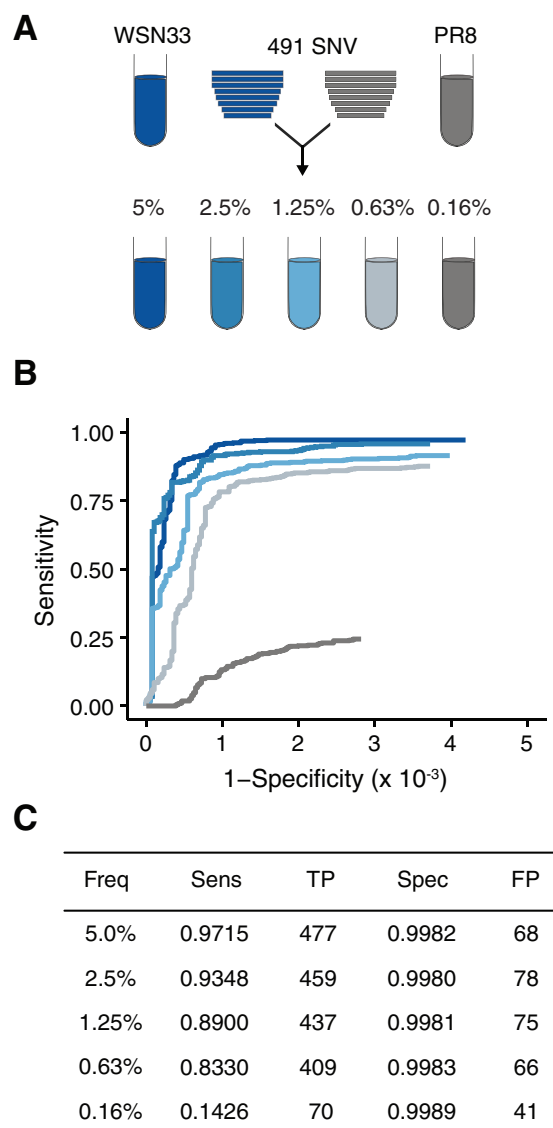 A
WSN33 491 SNV PR8
5% 2.5% 1.25% 0.63% 0.16%
B
1.00
0.75
0.50
0.25
0.00
Sensitivity
0 1 2 3 4 5
1–Specificity (x 10⁻³)
C
Freq Sens TP Spec FP
5.0% 0.9715 477 0.9982 68
2.5% 0.9348 459 0.9980 78
1.25% 0.8900 437 0.9981 75
0.63% 0.8330 409 0.9983 66
0.16% 0.1426 70 0.9989 41